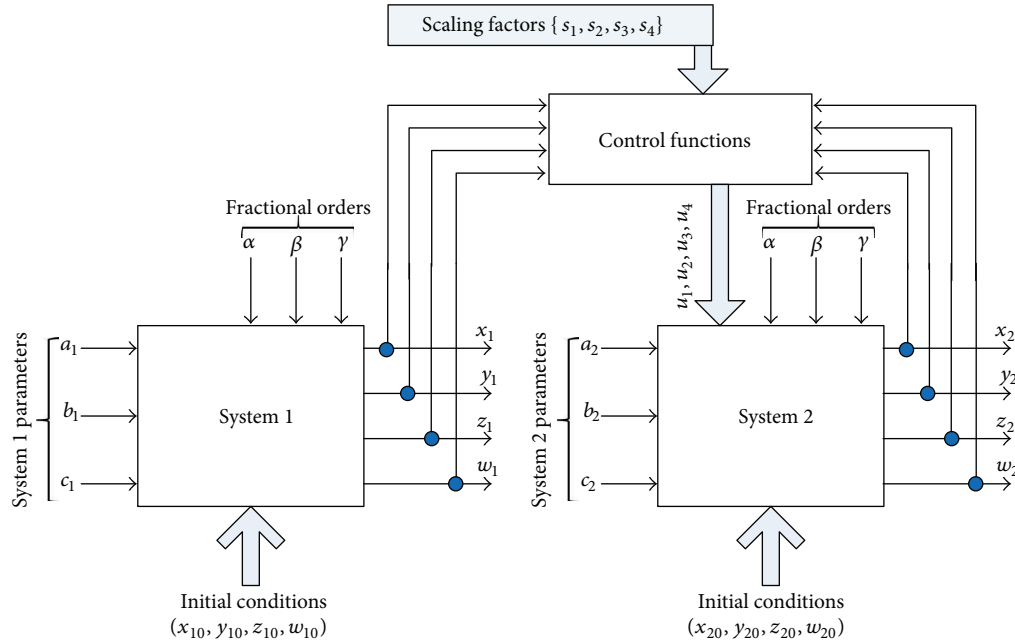 Scaling factors { s₁, s₂, s₃, s₄}
Control functions
Fractional orders
α β γ
u₁, u₂, u₃, u₄
Fractional orders
α β γ
System 1 parameters
a₁
b₁
c₁
System 1
x₁
y₁
z₁
w₁
System 2 parameters
a₂
b₂
c₂
System 2
x₂
y₂
z₂
w₂
Initial conditions
(x₁₀, y₁₀, z₁₀, w₁₀)
Initial conditions
(x₂₀, y₂₀, z₂₀, w₂₀)